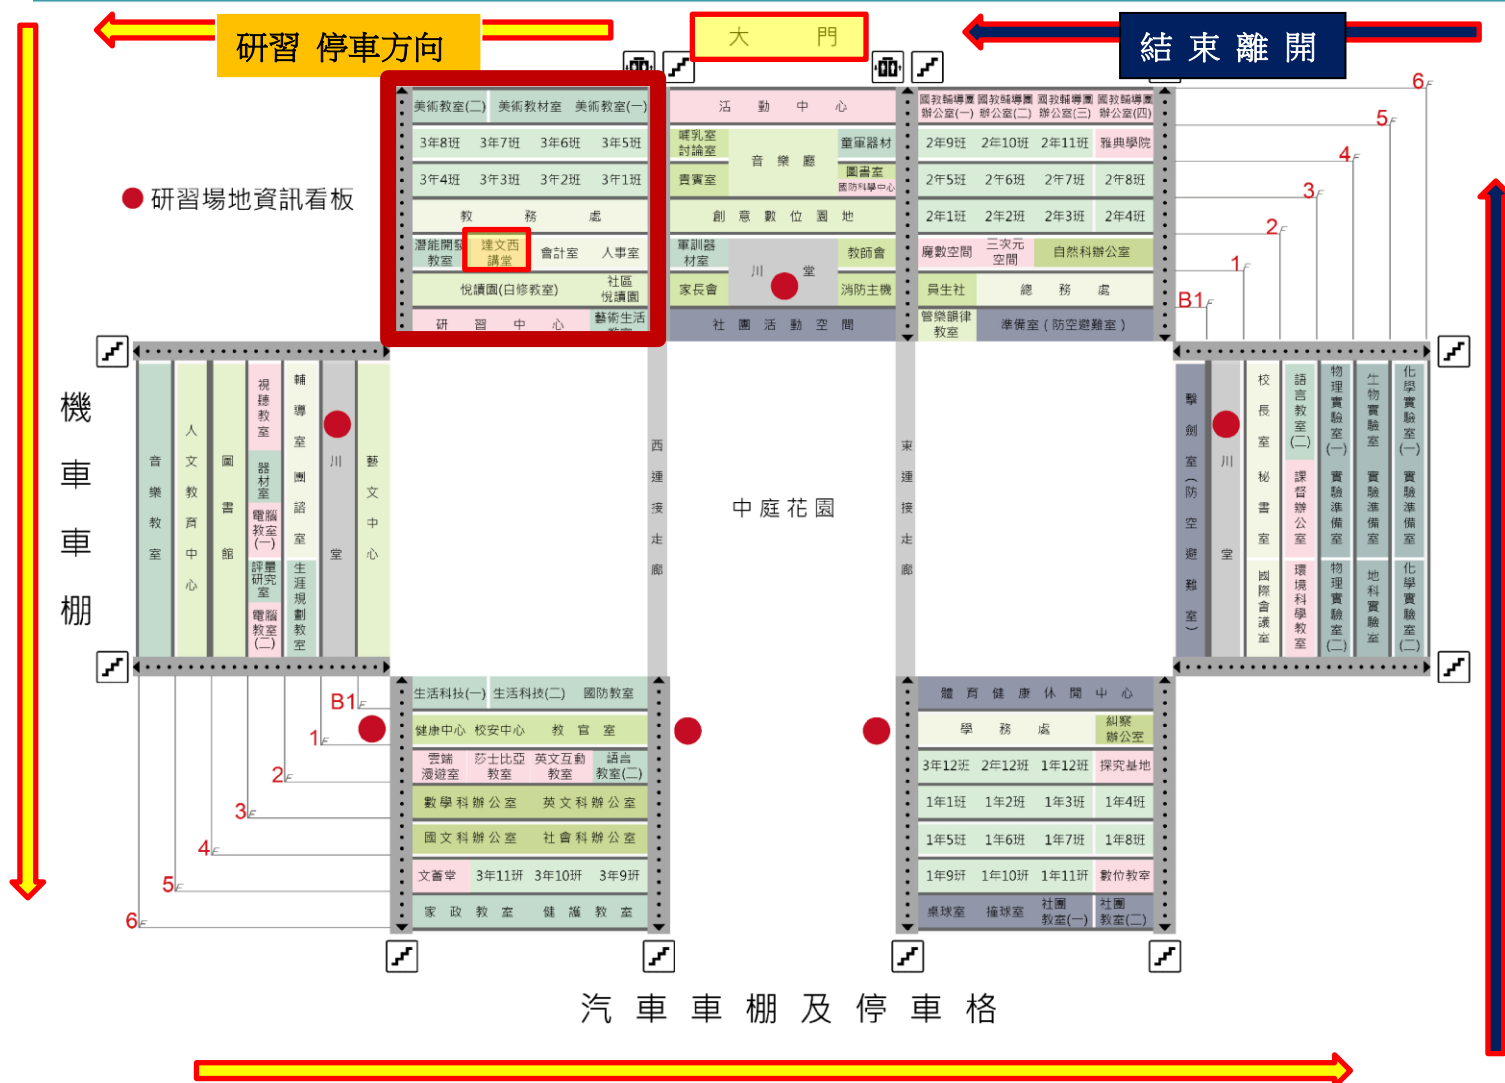 研習 停車方向
大 門
結 束 離 開
研習場地資訊看板
美術教室(二) 美術教材室 美術教室(一)
3年8班 3年7班 3年6班 3年5班
3年4班 3年3班 3年2班 3年1班
教 務 處
潛能開發
教室
達文西
講堂
會計室 人事室
悅讀園(自修教室)
社區
悅讀園
研 習 中 心
藝術生活
活 動 中 心
哺乳室
討論室
音 樂 廳
童軍器材
貴賓室
圖書室
國防科學中心
創 意 數 位 園 地
軍訓器
材室
川 堂
教師會
家長會
消防主機
社 團 活 動 空 間
國教輔導團
辦公室(一)
國教輔導團
辦公室(二)
國教輔導團
辦公室(三)
國教輔導團
辦公室(四)
2年9班 2年10班 2年11班 雅典學院
2年5班 2年6班 2年7班 2年8班
2年1班 2年2班 2年3班 2年4班
魔數空間
三次元
空間
自然科辦公室
員生社 總 務 處
管樂韻律
教室
準備室(防空避難室)
6F
5F
4F
3F
2F
1F
B1F
機車車棚
音樂教室
人文教育中心
圖書館
視聽教室
器材室
電腦
教室
(一)
評量
研究
室
電腦
教室
(二)
輔導室
團諮室
生涯規劃教室
川堂
藝文中心
西連接走廊
中庭花園
東連接走廊
擊劍室(防空避難室)
川堂
校長室
秘書室
國際會議室
語言教室(二)
課督辦公室
環境科學教室
物理實驗室(一)
實驗準備室
物理實驗室(二)
生物實驗室
實驗準備室
地科實驗室
化學實驗室(一)
實驗準備室
化學實驗室(二)
B1F
1F
2F
3F
4F
5F
6F
生活科技(一) 生活科技(二) 國防教室
健康中心 校安中心 教 官 室
雲端
漫遊室
莎士比亞
教室
英文互動
教室
語言
教室(二)
數學科辦公室 英文科辦公室
國文科辦公室 社會科辦公室
文薈堂 3年11班 3年10班 3年9班
家 政 教 室 健 護 教 室
體 育 健 康 休 閒 中 心
學 務 處
糾察
辦公室
3年12班 2年12班 1年12班 探究基地
1年1班 1年2班 1年3班 1年4班
1年5班 1年6班 1年7班 1年8班
1年9班 1年10班 1年11班 數位教室
桌球室 撞球室
社團
教室(一)
社團
教室(二)
汽 車 車 棚 及 停 車 格